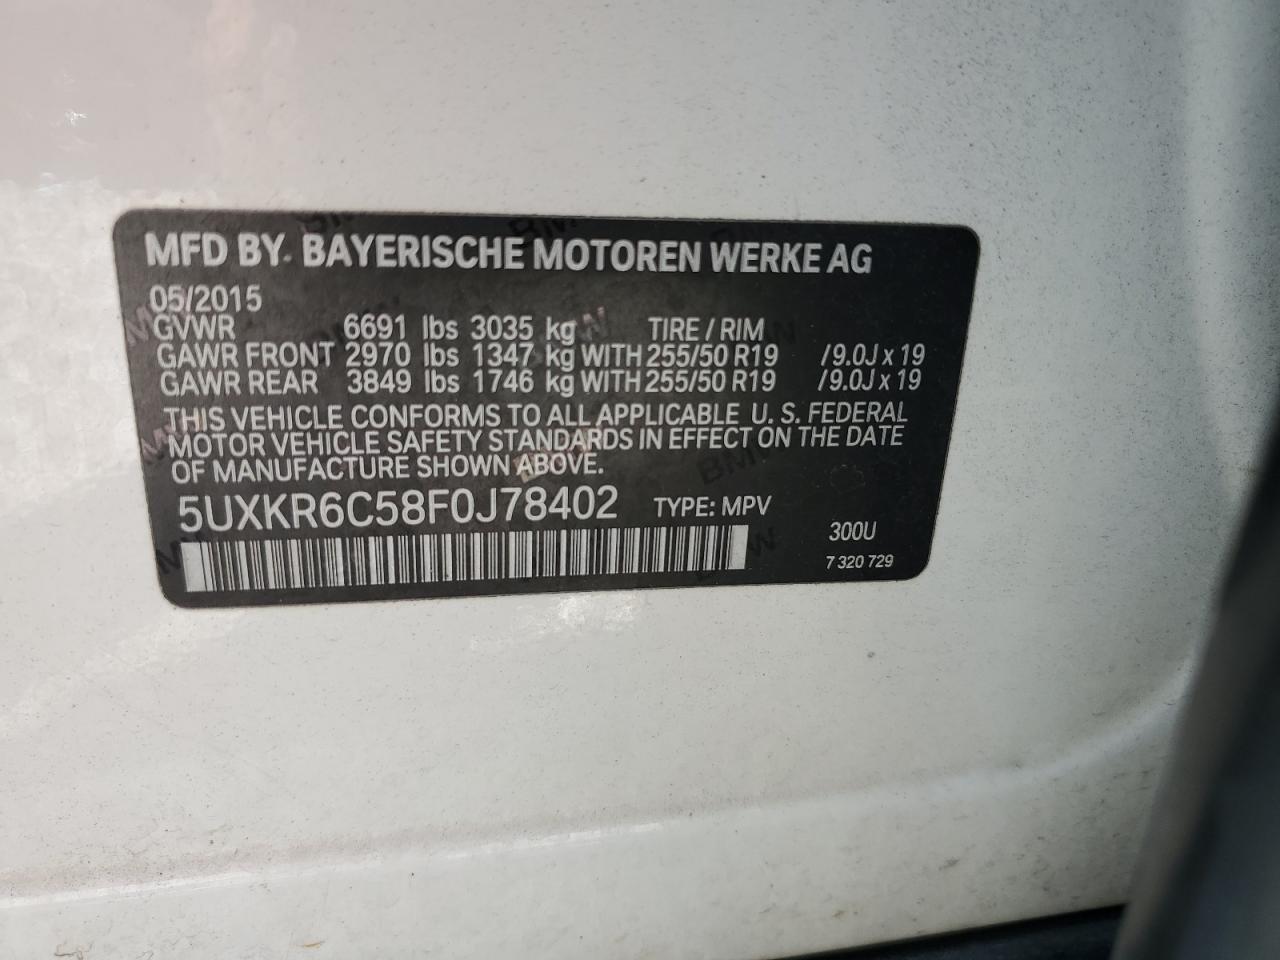 MFD BY. BAYERISCHE MOTOREN WERKE AG
05/2015
GVWR 6691 lbs 3035 kg TIRE / RIM
GAWR FRONT 2970 lbs 1347 kg WITH 255/50 R19 /9.0J x 19
GAWR REAR 3849 lbs 1746 kg WITH 255/50 R19 /9.0J x 19
THIS VEHICLE CONFORMS TO ALL APPLICABLE U. S. FEDERAL
MOTOR VEHICLE SAFETY STANDARDS IN EFFECT ON THE DATE
OF MANUFACTURE SHOWN ABOVE.
5UXKR6C58F0J78402 TYPE: MPV
300U
7 320 729